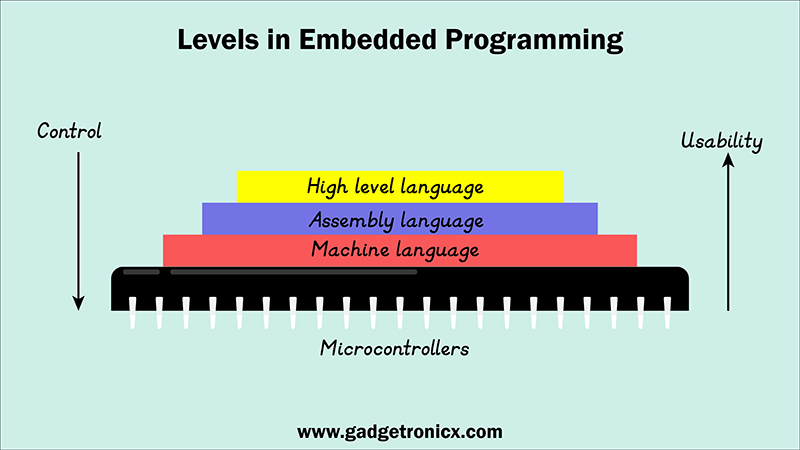 Levels in Embedded Programming
Control
Usability
High level language
Assembly language
Machine language
Microcontrollers
www.gadgetronicx.com